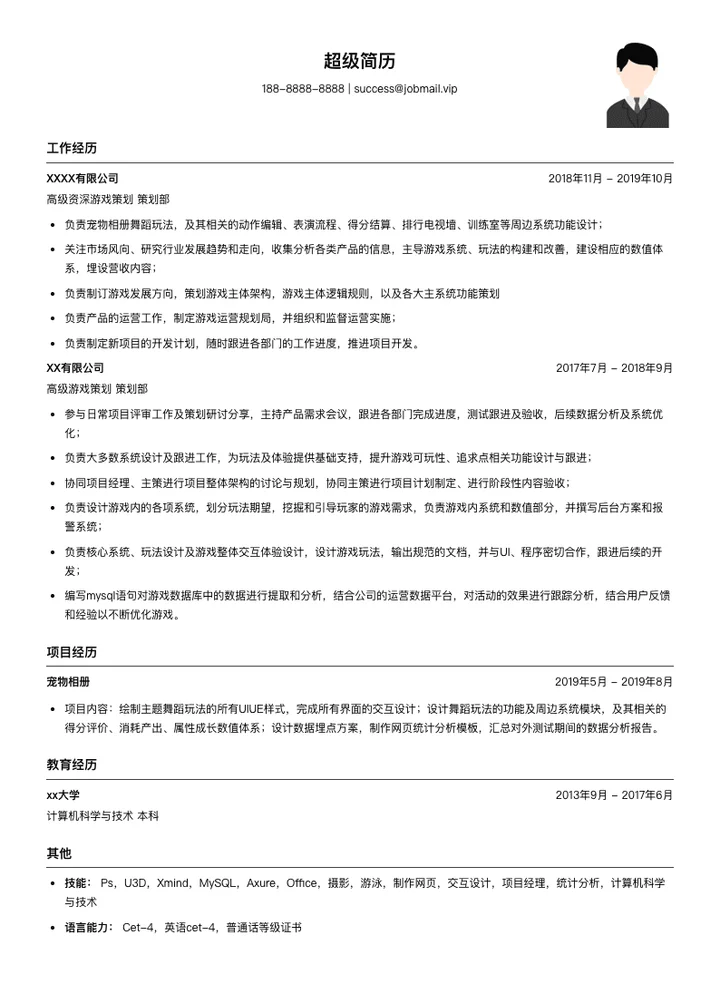 超级简历
188-8888-8888 | success@jobmail.vip
工作经历
XXXX有限公司 2018年11月 – 2019年10月
高级资深游戏策划 策划部
• 负责宠物相册舞蹈玩法，及其相关的动作编辑、表演流程、得分结算、排行电视墙、训练室等周边系统功能设计；
• 关注市场风向、研究行业发展趋势和走向，收集分析各类产品的信息，主导游戏系统、玩法的构建和改善，建设相应的数值体
系，埋设营收内容；
• 负责制订游戏发展方向，策划游戏主体架构，游戏主体逻辑规则，以及各大主系统功能策划
• 负责产品的运营工作，制定游戏运营规划局，并组织和监督运营实施；
• 负责制定新项目的开发计划，随时跟进各部门的工作进度，推进项目开发。
XX有限公司 2017年7月 – 2018年9月
高级游戏策划 策划部
• 参与日常项目评审工作及策划研讨分享，主持产品需求会议，跟进各部门完成进度，测试跟进及验收，后续数据分析及系统优
化；
• 负责大多数系统设计及跟进工作，为玩法及体验提供基础支持，提升游戏可玩性、追求点相关功能设计与跟进；
• 协同项目经理、主策进行项目整体架构的讨论与规划，协同主策进行项目计划制定、进行阶段性内容验收；
• 负责设计游戏内的各项系统，划分玩法期望，挖掘和引导玩家的游戏需求，负责游戏内系统和数值部分，并撰写后台方案和报
警系统；
• 负责核心系统、玩法设计及游戏整体交互体验设计，设计游戏玩法，输出规范的文档，并与UI、程序密切合作，跟进后续的开
发；
• 编写mysql语句对游戏数据库中的数据进行提取和分析，结合公司的运营数据平台，对活动的效果进行跟踪分析，结合用户反馈
和经验以不断优化游戏。
项目经历
宠物相册 2019年5月 – 2019年8月
• 项目内容：绘制主题舞蹈玩法的所有UIUE样式，完成所有界面的交互设计；设计舞蹈玩法的功能及周边系统模块，及其相关的
得分评价、消耗产出、属性成长数值体系；设计数据埋点方案，制作网页统计分析模板，汇总对外测试期间的数据分析报告。
教育经历
xx大学 2013年9月 – 2017年6月
计算机科学与技术 本科
其他
• 技能： Ps，U3D，Xmind，MySQL，Axure，Office，摄影，游泳，制作网页，交互设计，项目经理，统计分析，计算机科学
与技术
• 语言能力： Cet-4，英语cet-4，普通话等级证书